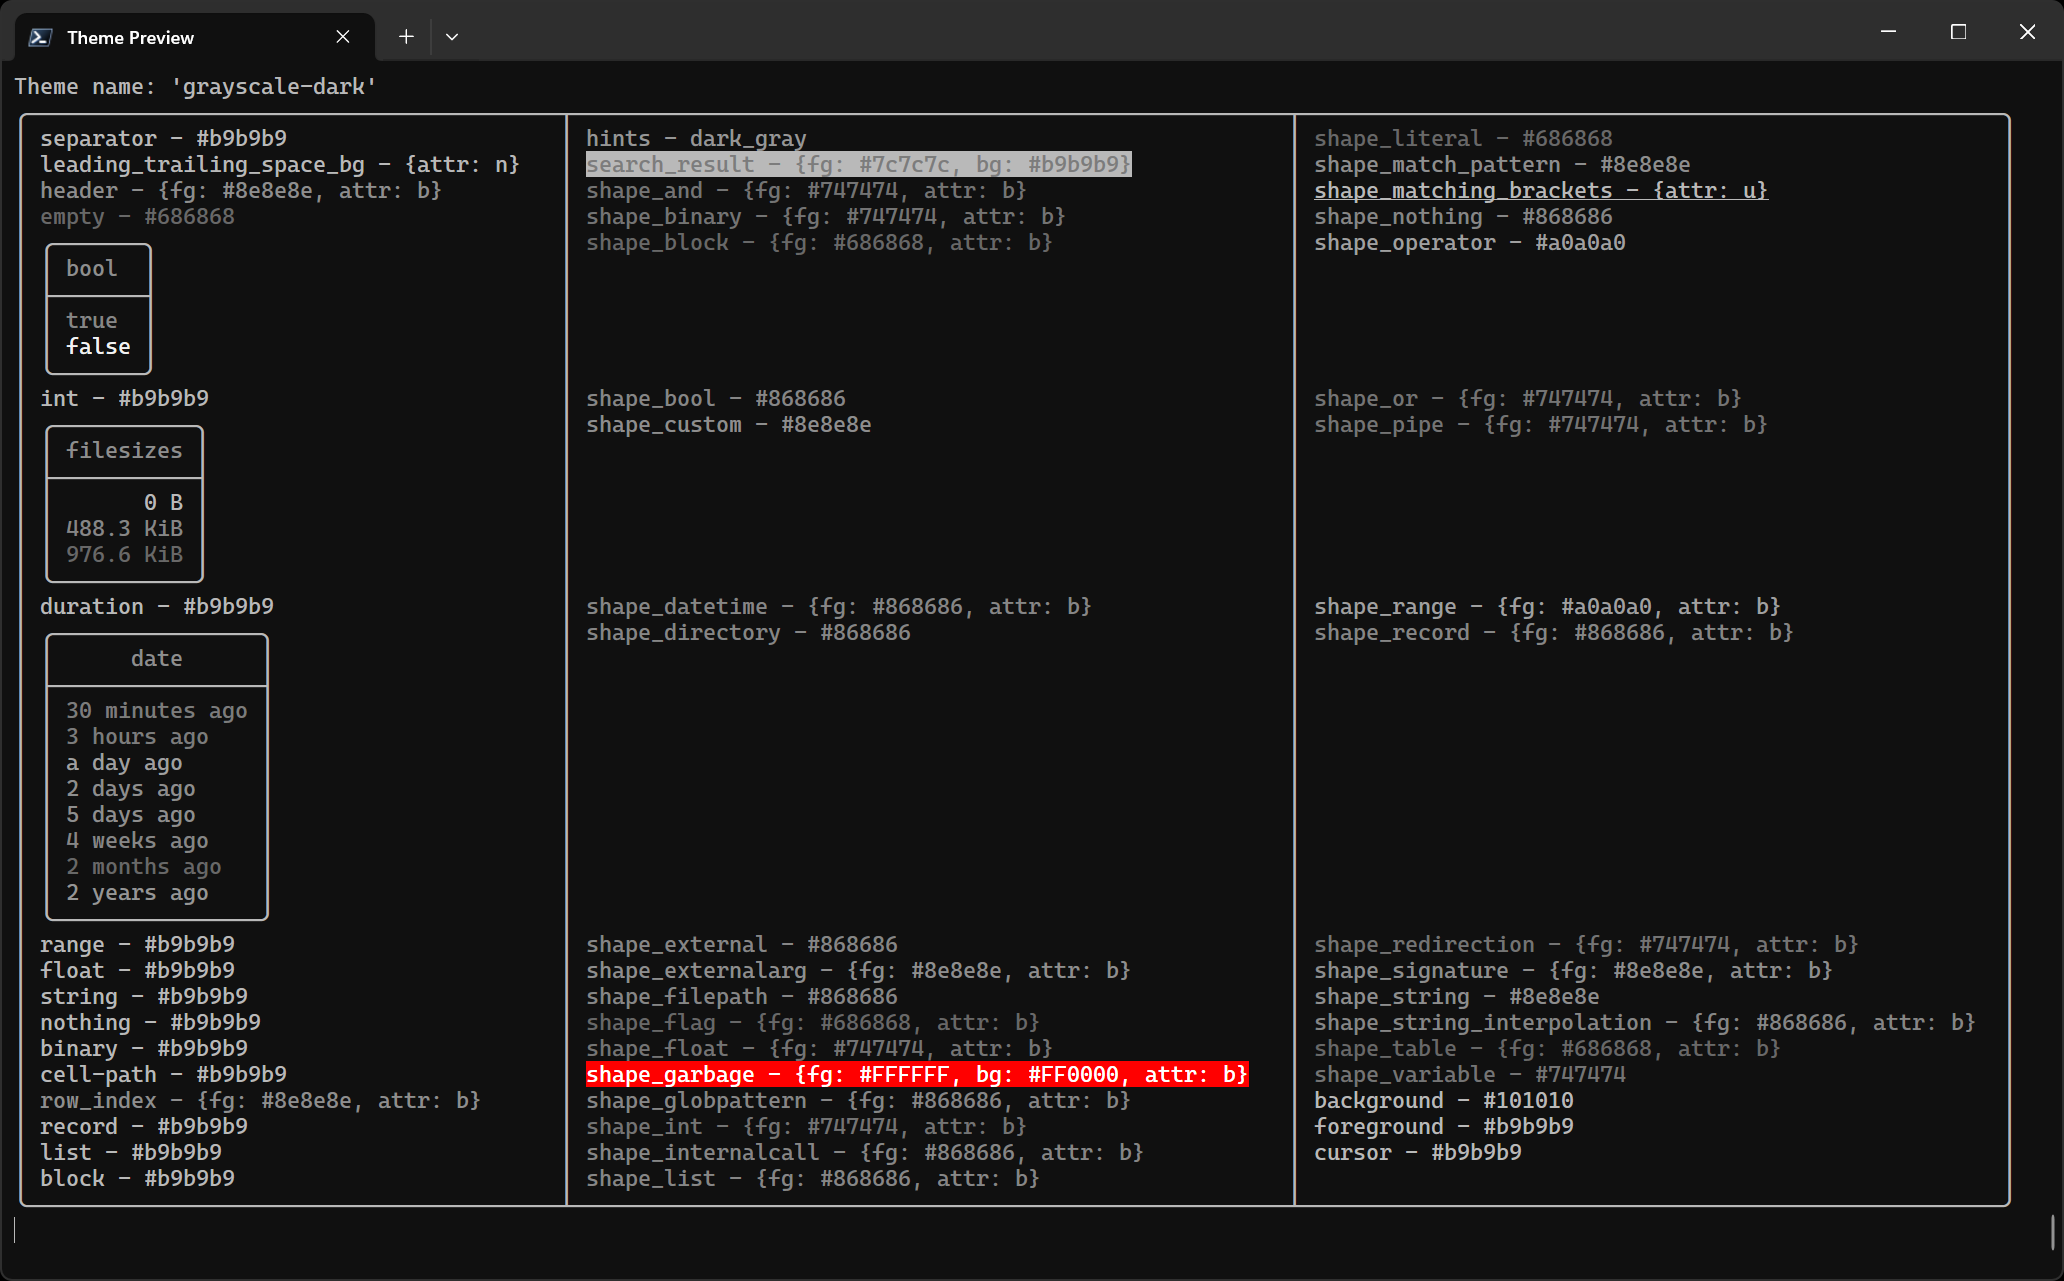 Theme Preview
Theme name: 'grayscale-dark'
separator - #b9b9b9
leading_trailing_space_bg - {attr: n}
header - {fg: #8e8e8e, attr: b}
empty - #686868
bool
true
false
int - #b9b9b9
filesizes
0 B
488.3 KiB
976.6 KiB
duration - #b9b9b9
date
30 minutes ago
3 hours ago
a day ago
2 days ago
5 days ago
4 weeks ago
2 months ago
2 years ago
range - #b9b9b9
float - #b9b9b9
string - #b9b9b9
nothing - #b9b9b9
binary - #b9b9b9
cell-path - #b9b9b9
row_index - {fg: #8e8e8e, attr: b}
record - #b9b9b9
list - #b9b9b9
block - #b9b9b9
hints - dark_gray
search_result - {fg: #7c7c7c, bg: #b9b9b9}
shape_and - {fg: #747474, attr: b}
shape_binary - {fg: #747474, attr: b}
shape_block - {fg: #686868, attr: b}
shape_bool - #868686
shape_custom - #8e8e8e
shape_datetime - {fg: #868686, attr: b}
shape_directory - #868686
shape_external - #868686
shape_externalarg - {fg: #8e8e8e, attr: b}
shape_filepath - #868686
shape_flag - {fg: #686868, attr: b}
shape_float - {fg: #747474, attr: b}
shape_garbage - {fg: #FFFFFF, bg: #FF0000, attr: b}
shape_globpattern - {fg: #868686, attr: b}
shape_int - {fg: #747474, attr: b}
shape_internalcall - {fg: #868686, attr: b}
shape_list - {fg: #868686, attr: b}
shape_literal - #686868
shape_match_pattern - #8e8e8e
shape_matching_brackets - {attr: u}
shape_nothing - #868686
shape_operator - #a0a0a0
shape_or - {fg: #747474, attr: b}
shape_pipe - {fg: #747474, attr: b}
shape_range - {fg: #a0a0a0, attr: b}
shape_record - {fg: #868686, attr: b}
shape_redirection - {fg: #747474, attr: b}
shape_signature - {fg: #8e8e8e, attr: b}
shape_string - #8e8e8e
shape_string_interpolation - {fg: #868686, attr: b}
shape_table - {fg: #686868, attr: b}
shape_variable - #747474
background - #101010
foreground - #b9b9b9
cursor - #b9b9b9